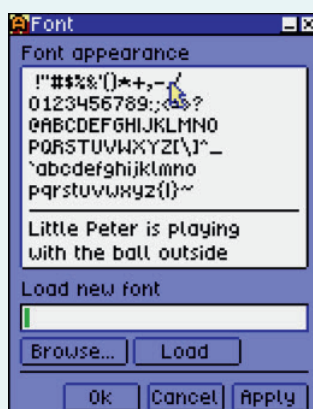 Font
Font appearance
!"#$%&'()*+,-./
0123456789:;<=>?
@ABCDEFGHIJKLMNO
PQRSTUVWXYZ[\]^_
`abcdefghijklmno
pqrstuvwxyz{|}~
Little Peter is playing
with the ball outside
Load new font
Browse... Load
Ok Cancel Apply